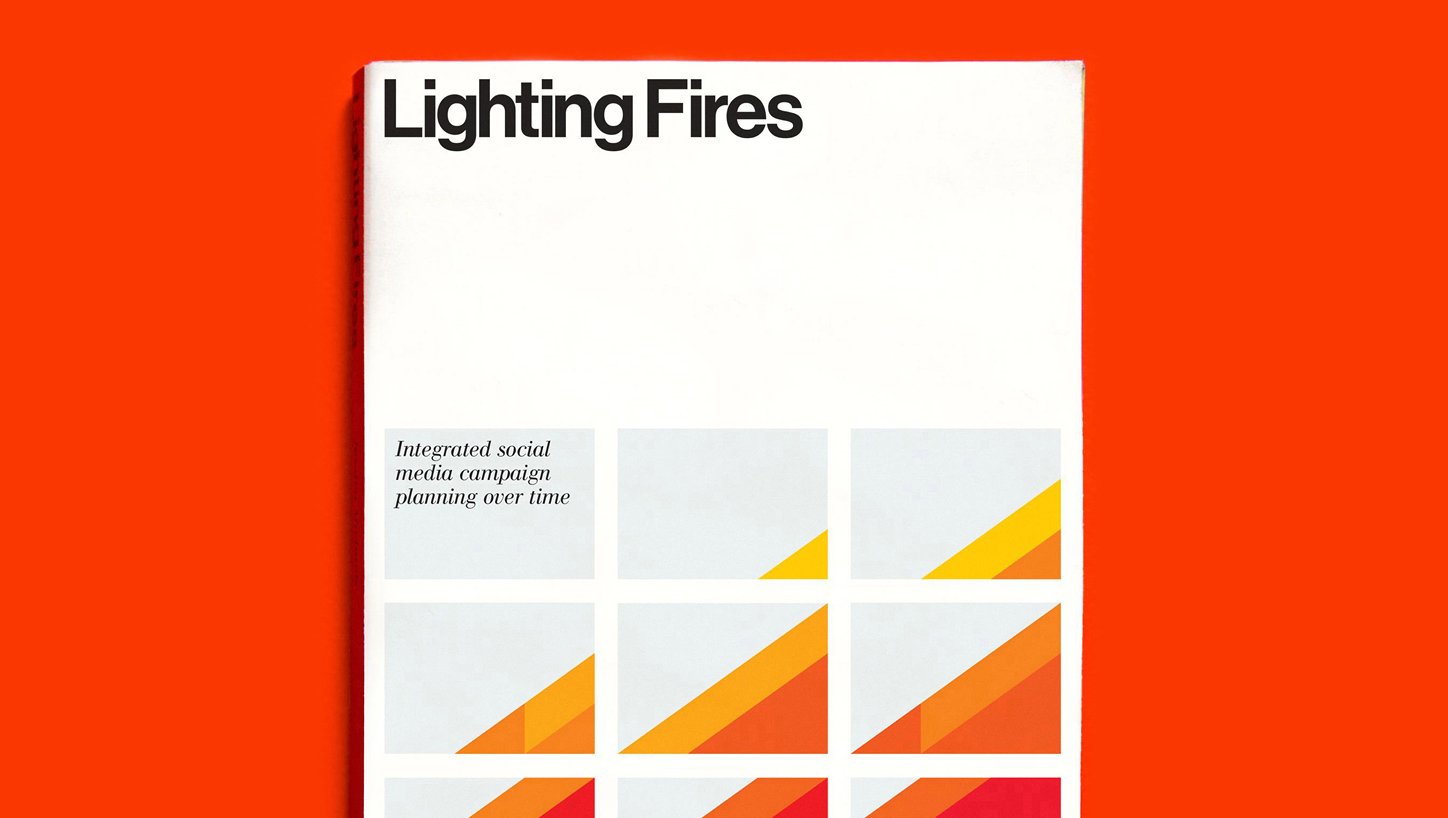 Lighting Fires
Integrated social
media campaign
planning over time